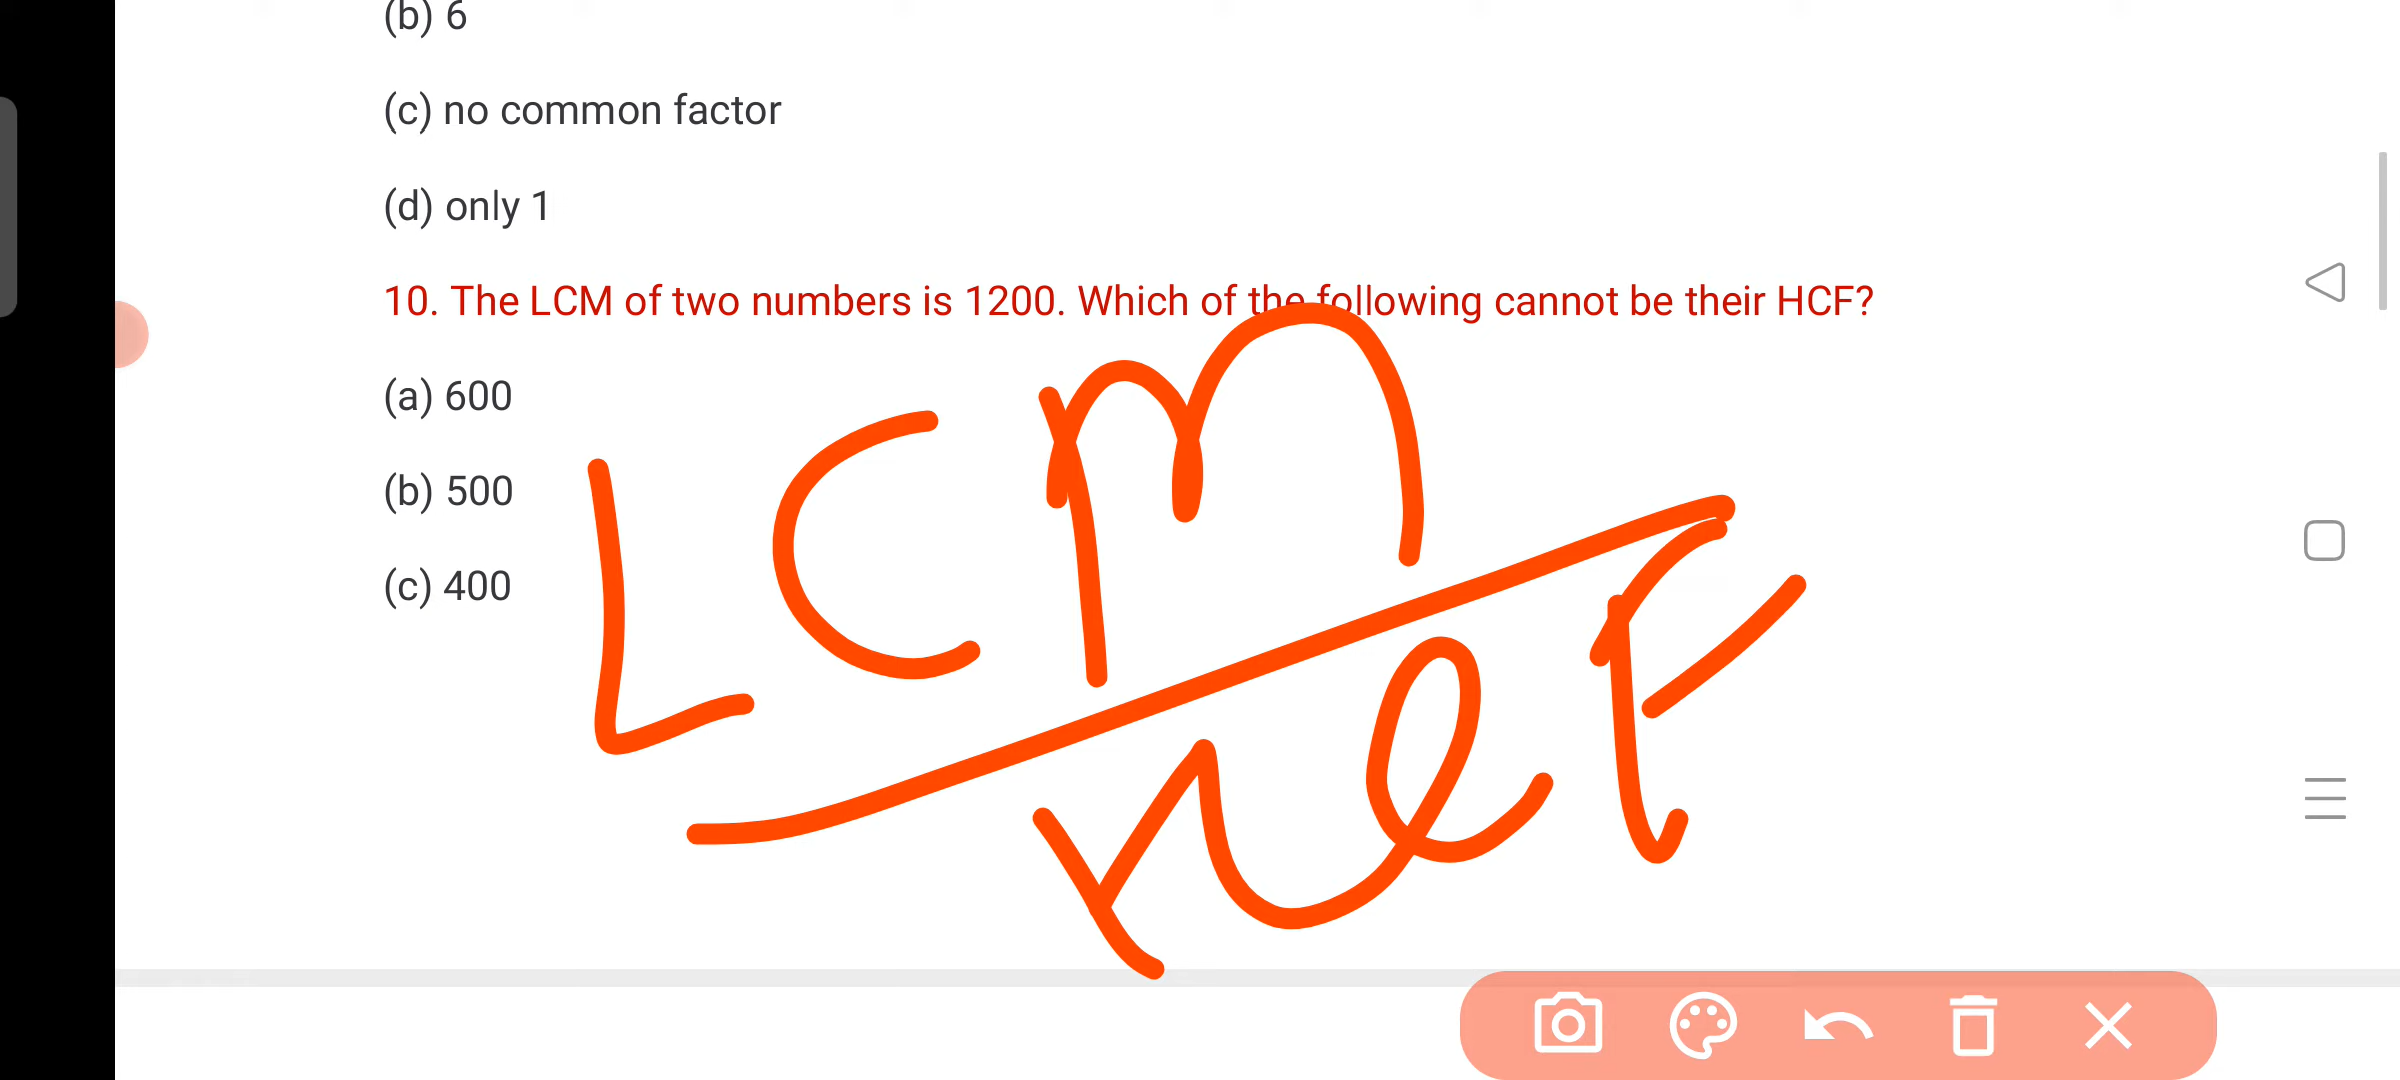 (b) 6
(c) no common factor
(d) only 1
10. The LCM of two numbers is 1200. Which of the following cannot be their HCF?
(a) 600
(b) 500
(c) 400
LCM
HCF